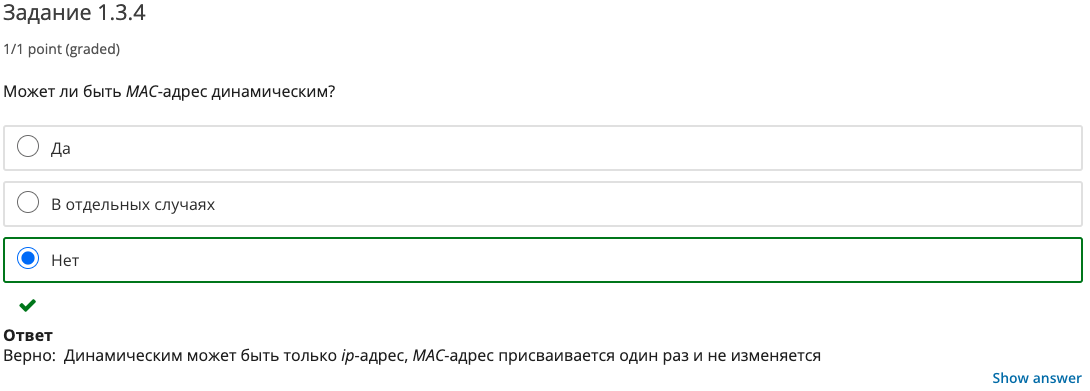 Задание 1.3.4
1/1 point (graded)
Может ли быть MAC-адрес динамическим?
Да
В отдельных случаях
Нет
Ответ
Верно: Динамическим может быть только ip-адрес, MAC-адрес присваивается один раз и не изменяется
Show answer